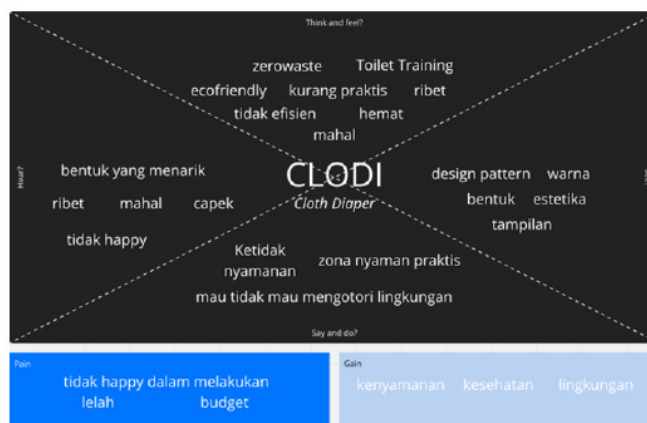 Think and feel?
zerowaste Toilet Training
ecofriendly kurang praktis ribet
tidak efisien hemat
mahal
Hear?
bentuk yang menarik
ribet mahal capek
tidak happy
CLODI
Cloth Diaper
design pattern warna
bentuk estetika
tampilan
Ketidak
nyamanan
zona nyaman praktis
mau tidak mau mengotori lingkungan
Say and do?
Pain
tidak happy dalam melakukan
lelah budget
Gain
kenyamanan kesehatan lingkungan